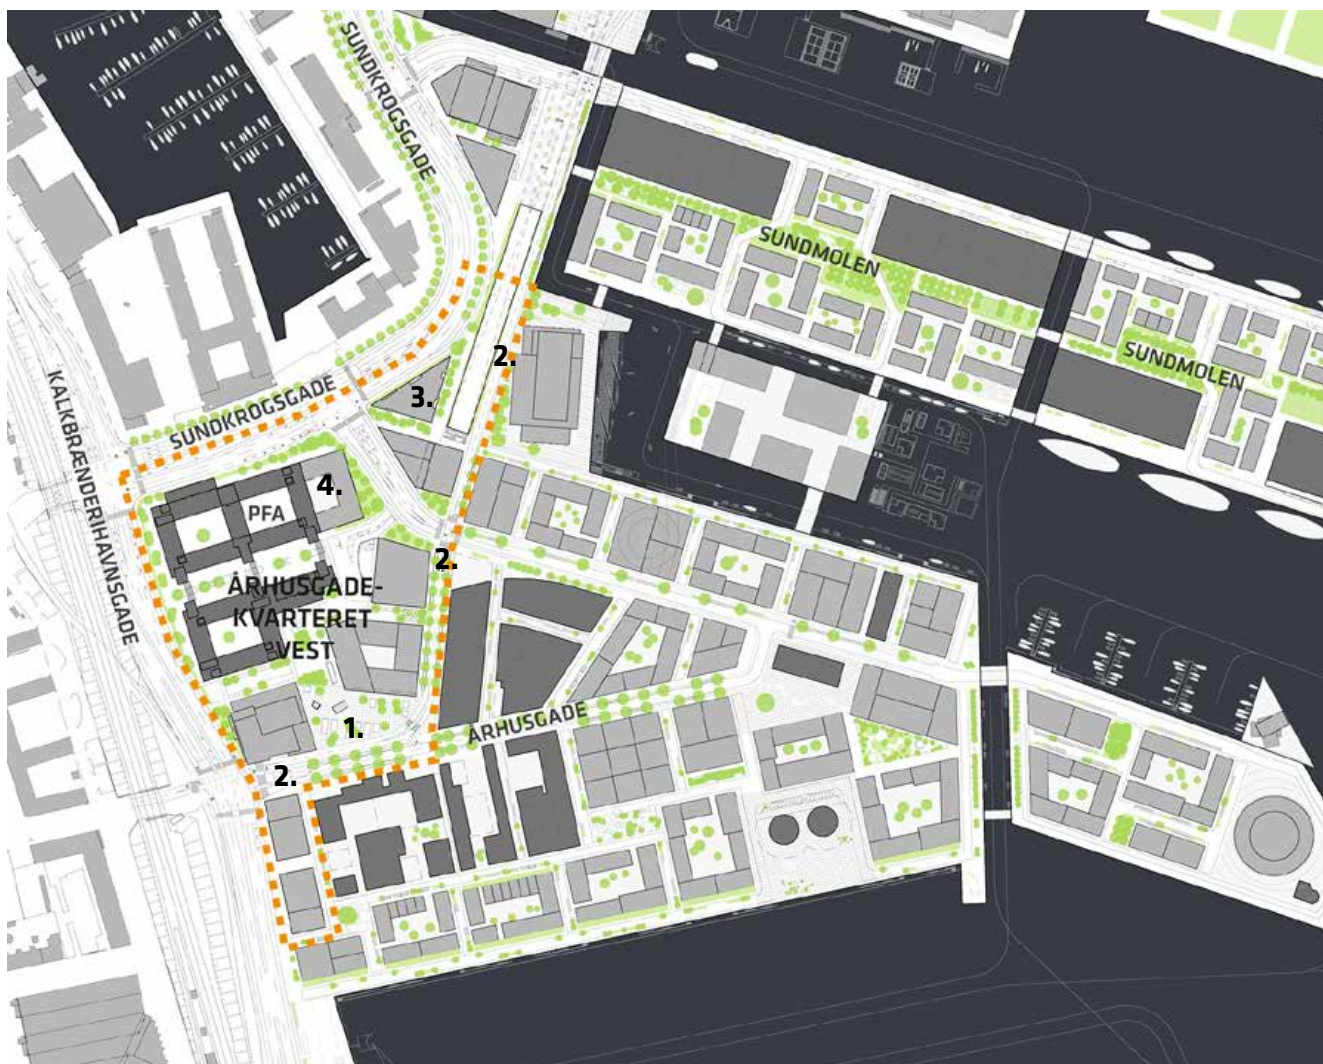 SUNDKROGSGADE
SUNDMOLEN
SUNDMOLEN
2.
KALKBRÆNDERIHAVNSGADE
SUNDKROGSGADE
3.
4.
PFA
2.
ÅRHUSGADE-
KVARTERET
VEST
ÅRHUSGADE
1.
2.